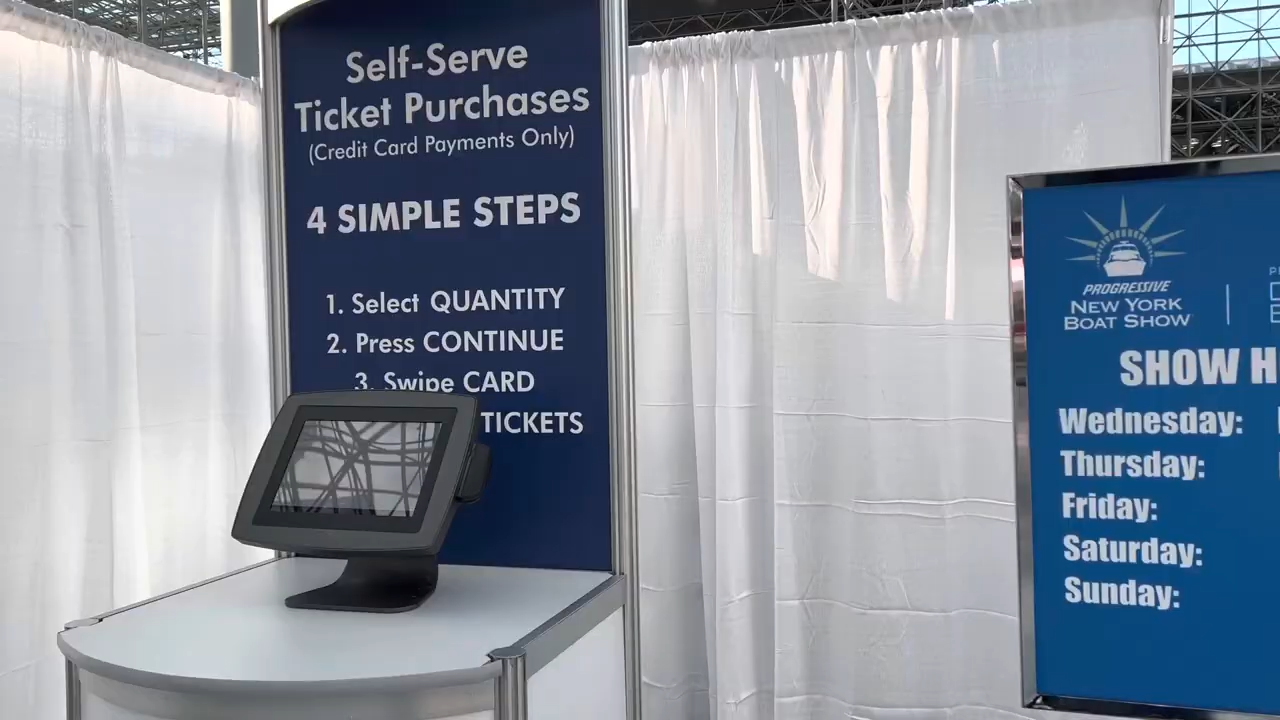 Self-Serve
Ticket Purchases
(Credit Card Payments Only)
4 SIMPLE STEPS
1. Select QUANTITY
2. Press CONTINUE
3. Swipe CARD
TICKETS
PROGRESSIVE
NEW YORK
BOAT SHOW
SHOW H
Wednesday:
Thursday:
Friday:
Saturday:
Sunday: